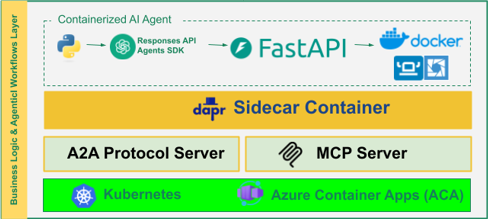 Business Logic & Agentic Workflows Layer
Containerized AI Agent
Responses API
Agents SDK
FastAPI
docker
dapr Sidecar Container
A2A Protocol Server
MCP Server
Kubernetes
Azure Container Apps (ACA)